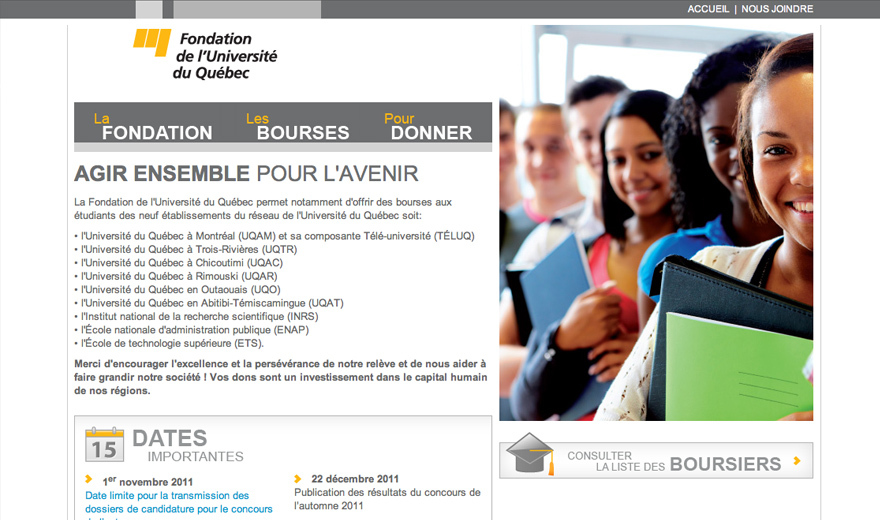 ACCUEIL | NOUS JOINDRE
Fondation
de l'Université
du Québec
La
FONDATION
Les
BOURSES
Pour
DONNER
AGIR ENSEMBLE POUR L'AVENIR
La Fondation de l'Université du Québec permet notamment d'offrir des bourses aux
étudiants des neuf établissements du réseau de l'Université du Québec soit:
• l'Université du Québec à Montréal (UQAM) et sa composante Télé-université (TÉLUQ)
• l'Université du Québec à Trois-Rivières (UQTR)
• l'Université du Québec à Chicoutimi (UQAC)
• l'Université du Québec à Rimouski (UQAR)
• l'Université du Québec en Outaouais (UQO)
• l'Université du Québec en Abitibi-Témiscamingue (UQAT)
• l'Institut national de la recherche scientifique (INRS)
• l'École nationale d'administration publique (ENAP)
• l'École de technologie supérieure (ETS).
Merci d'encourager l'excellence et la persévérance de notre relève et de nous aider à
faire grandir notre société ! Vos dons sont un investissement dans le capital humain
de nos régions.
15
DATES
IMPORTANTES
1er novembre 2011
Date limite pour la transmission des
dossiers de candidature pour le concours
22 décembre 2011
Publication des résultats du concours de
l'automne 2011
CONSULTER
LA LISTE DES BOURSIERS